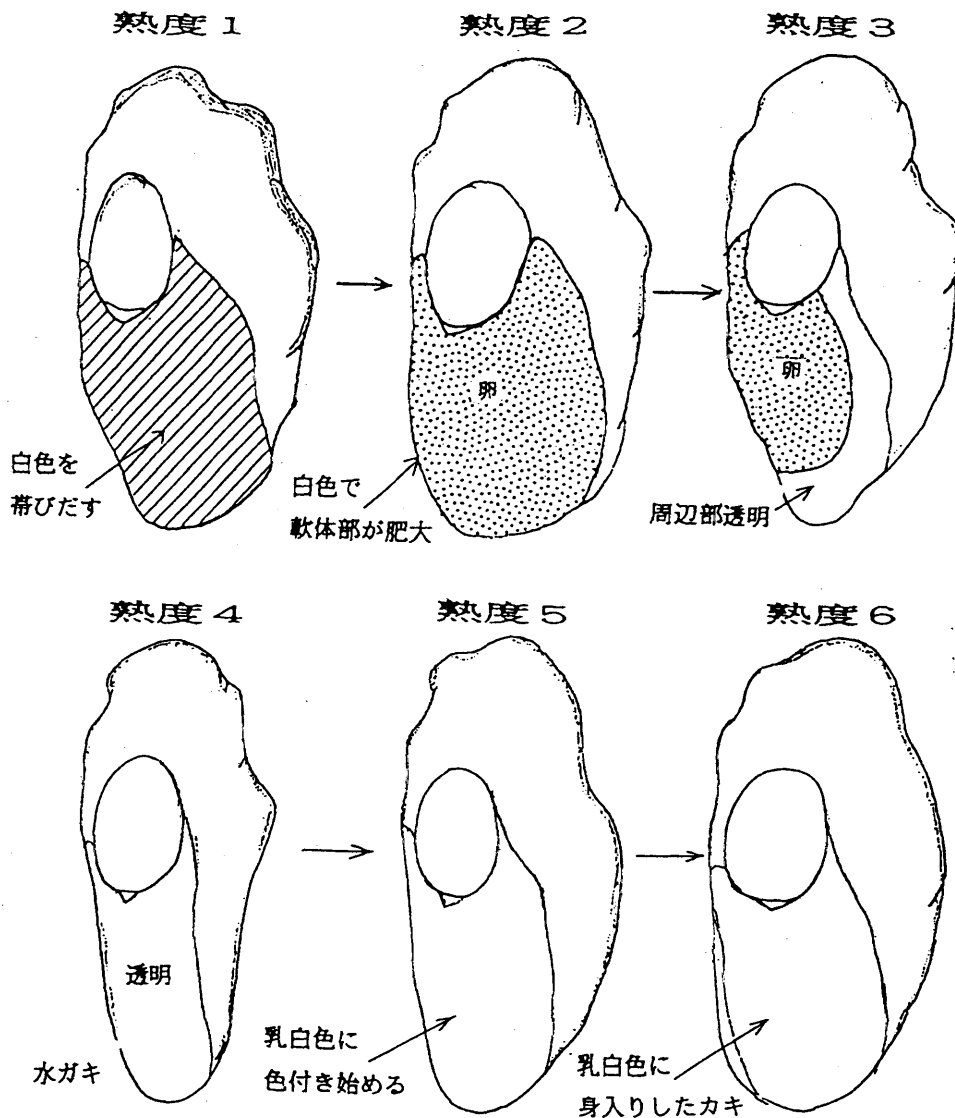 熟度1
熟度2
熟度3
卵
卵
白色を
帯びだす
白色で
軟体部が肥大
周辺部透明
熟度4
熟度5
熟度6
透明
水ガキ
乳白色に
色付き始める
乳白色に
身入りしたカキ